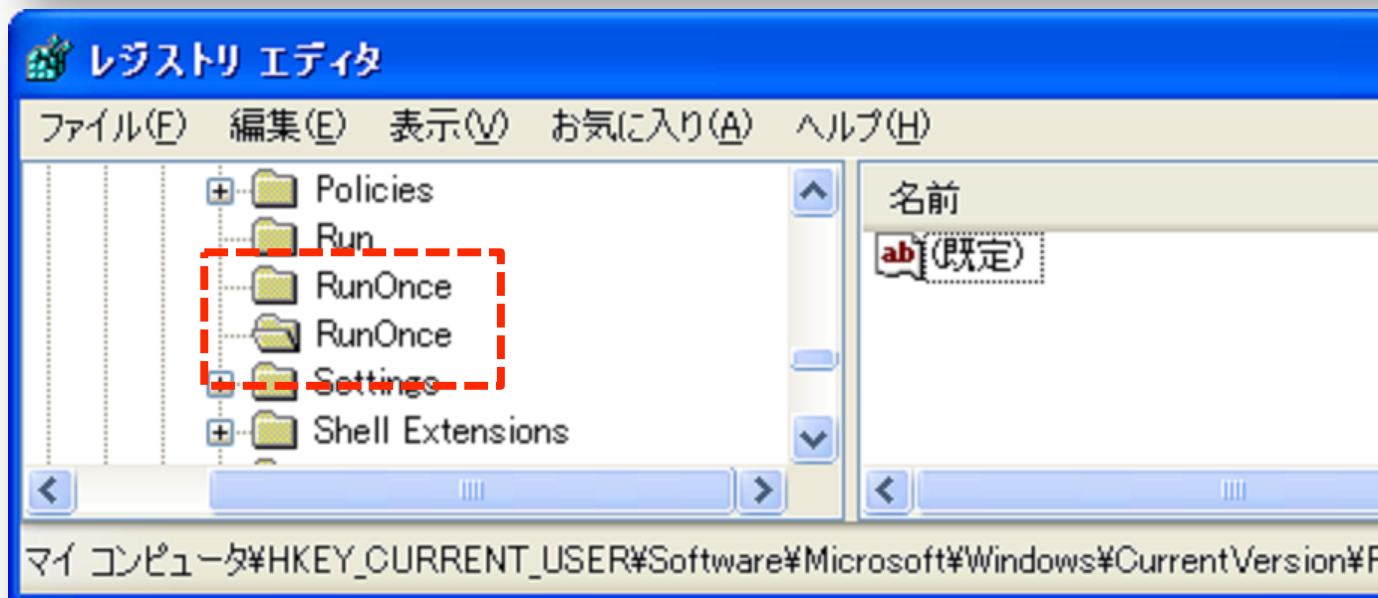 レジストリ エディタ
ファイル(F) 編集(E) 表示(V) お気に入り(A) ヘルプ(H)
Policies
Run
RunOnce
RunOnce
Settings
Shell Extensions
名前
ab (既定)
マイ コンピュータ¥HKEY_CURRENT_USER¥Software¥Microsoft¥Windows¥CurrentVersion¥R